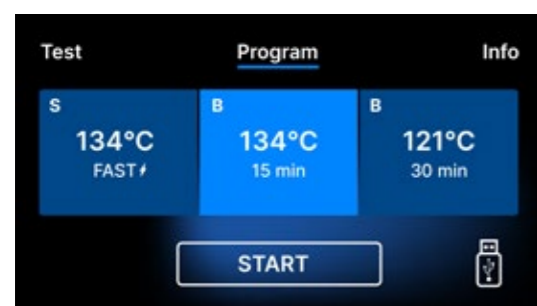 Test Program Info
S B B
134°C 134°C 121°C
FAST 15 min 30 min
START